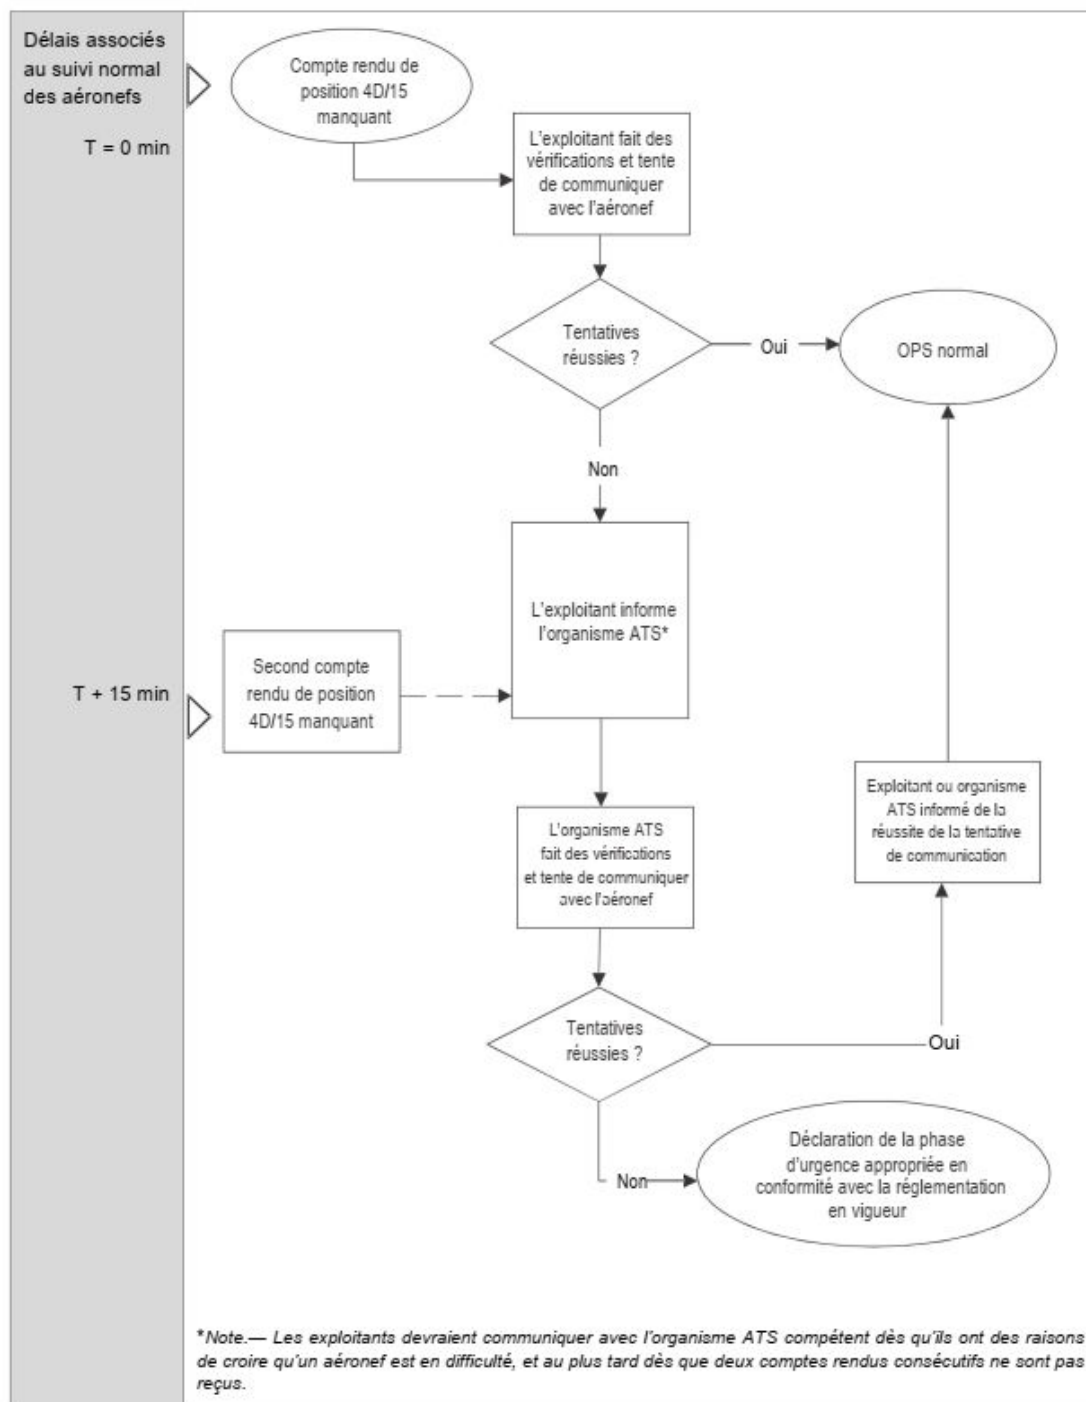 Délais associés
au suivi normal
des aéronefs
T = 0 min
Compte rendu de
position 4D/15
manquant
L'exploitant fait des
vérifications et tente
de communiquer
avec l'aéronef
Tentatives
réussies ?
Oui
OPS normal
Non
L'exploitant informe
l'organisme ATS*
T + 15 min
Second compte
rendu de position
4D/15 manquant
L'organisme ATS
fait des vérifications
et tente de communiquer
avec l'aéronef
Exploitant ou organisme
ATS informé de la
réussite de la tentative
de communication
Tentatives
réussies ?
Oui
Non
Déclaration de la phase
d'urgence appropriée en
conformité avec la réglementation
en vigueur
*Note.— Les exploitants devraient communiquer avec l'organisme ATS compétent dès qu'ils ont des raisons
de croire qu'un aéronef est en difficulté, et au plus tard dès que deux comptes rendus consécutifs ne sont pas
reçus.